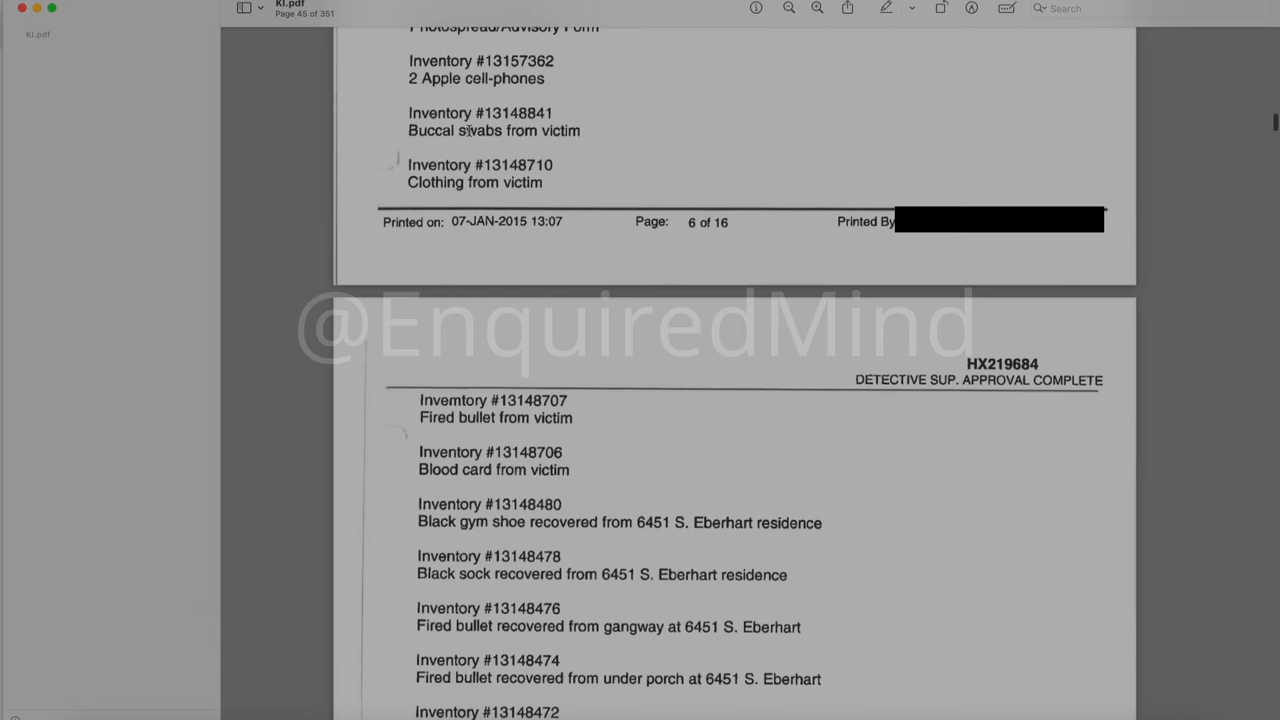 KI.pdf
Page 45 of 351
Search
KI.pdf
Photospread/Advisory Form
Inventory #13157362
2 Apple cell-phones
Inventory #13148841
Buccal swabs from victim
Inventory #13148710
Clothing from victim
Printed on: 07-JAN-2015 13:07 Page: 6 of 16 Printed By
@EnquiredMind
HX219684
DETECTIVE SUP. APPROVAL COMPLETE
Invemtory #13148707
Fired bullet from victim
Inventory #13148706
Blood card from victim
Inventory #13148480
Black gym shoe recovered from 6451 S. Eberhart residence
Inventory #13148478
Black sock recovered from 6451 S. Eberhart residence
Inventory #13148476
Fired bullet recovered from gangway at 6451 S. Eberhart
Inventory #13148474
Fired bullet recovered from under porch at 6451 S. Eberhart
Inventory #13148472